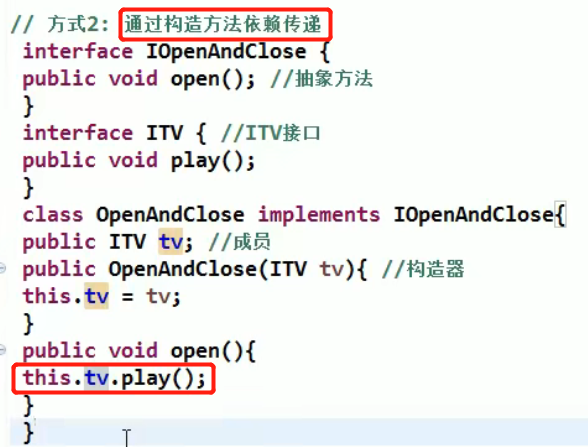 // 方式2: 通过构造方法依赖传递
interface IOpenAndClose {
public void open(); //抽象方法
}
interface ITV { //ITV接口
public void play();
}
class OpenAndClose implements IOpenAndClose{
public ITV tv; //成员
public OpenAndClose(ITV tv){ //构造器
this.tv = tv;
}
public void open(){
this.tv.play();
}
}